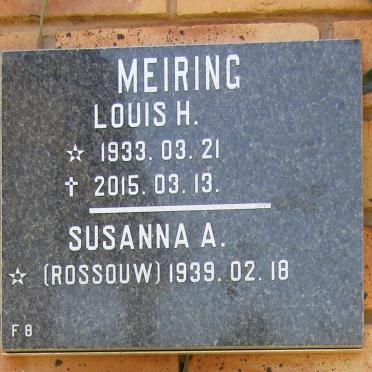 MEIRING
LOUIS H.
☆ 1933. 03. 21
✝ 2015. 03. 13.
SUSANNA A.
☆ (ROSSOUW) 1939. 02. 18
F 8